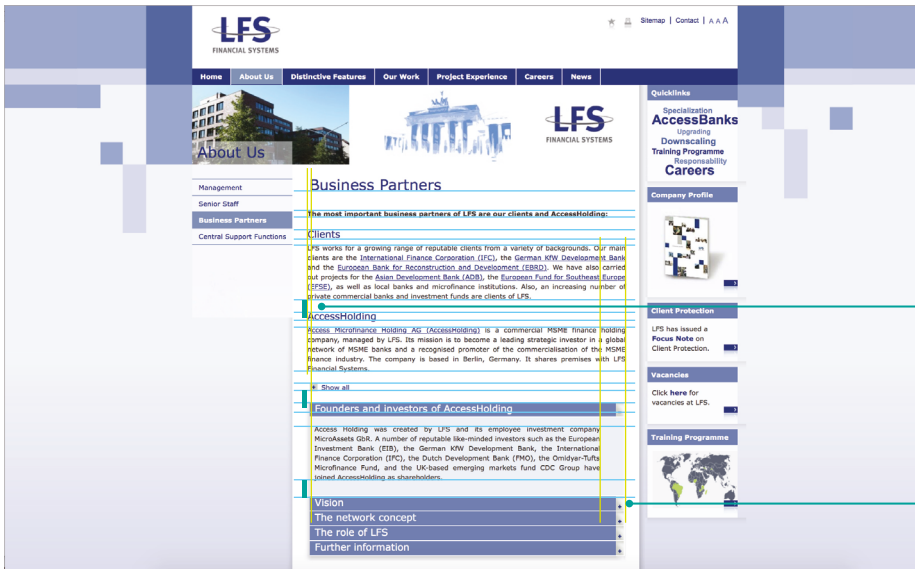 LFS
FINANCIAL SYSTEMS
Sitemap | Contact | A A A
Home About Us Distinctive Features Our Work Project Experience Careers News
About Us
LFS
FINANCIAL SYSTEMS
Management
Senior Staff
Business Partners
Central Support Functions
Business Partners
The most important business partners of LFS are our clients and AccessHolding:
Clients
LFS works for a growing range of reputable clients from a variety of backgrounds. Our main
clients are the International Finance Corporation (IFC), the German KfW Development Bank
and the European Bank for Reconstruction and Development (EBRD). We have also carried
out projects for the Asian Development Bank (ADB), the European Fund for Southeast Europe
(EFSE), as well as local banks and microfinance institutions. Also, an increasing number of
private commercial banks and investment funds are clients of LFS.
AccessHolding
Access Microfinance Holding AG (AccessHolding) is a commercial MSME finance holding
company, managed by LFS. Its mission is to become a leading strategic investor in a global
network of MSME banks and a recognised promoter of the commercialisation of the MSME
finance industry. The company is based in Berlin, Germany. It shares premises with LFS
Financial Systems.
Show all
Founders and investors of AccessHolding
Access Holding was created by LFS and its employee investment company
MicroAssets GbR. A number of reputable like-minded investors such as the European
Investment Bank (EIB), the German KfW Development Bank, the International
Finance Corporation (IFC), the Dutch Development Bank (FMO), the Omidyar-Tufts
Microfinance Fund, and the UK-based emerging markets fund CDC Group have
joined AccessHolding as shareholders.
Vision
The network concept
The role of LFS
Further information
Quicklinks
Specialization
AccessBanks
Upgrading
Downscaling
Training Programme
Responsability
Careers
Company Profile
Client Protection
LFS has issued a
Focus Note on
Client Protection.
Vacancies
Click here for
vacancies at LFS.
Training Programme